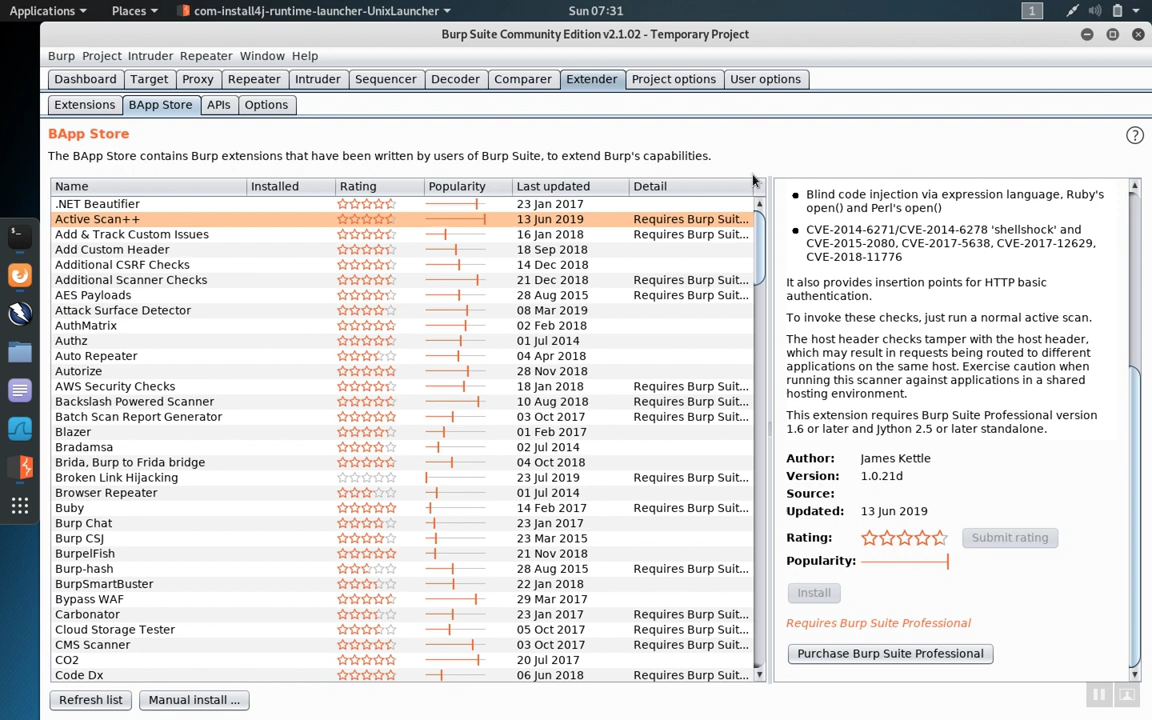 Applications Places com-install4j-runtime-launcher-UnixLauncher Sun 07:31 1
Burp Suite Community Edition v2.1.02 - Temporary Project
Burp Project Intruder Repeater Window Help
Dashboard Target Proxy Repeater Intruder Sequencer Decoder Comparer Extender Project options User options
Extensions BApp Store APIs Options
BApp Store
?
The BApp Store contains Burp extensions that have been written by users of Burp Suite, to extend Burp's capabilities.
Name Installed Rating Popularity Last updated Detail
.NET Beautifier 23 Jan 2017
Active Scan++ 13 Jun 2019 Requires Burp Suit...
Add & Track Custom Issues 16 Jan 2018 Requires Burp Suit...
Add Custom Header 18 Sep 2018
Additional CSRF Checks 14 Dec 2018
Additional Scanner Checks 21 Dec 2018 Requires Burp Suit...
AES Payloads 28 Aug 2015 Requires Burp Suit...
Attack Surface Detector 08 Mar 2019
AuthMatrix 02 Feb 2018
Authz 01 Jul 2014
Auto Repeater 04 Apr 2018
Autorize 28 Nov 2018
AWS Security Checks 18 Jan 2018 Requires Burp Suit...
Backslash Powered Scanner 10 Aug 2018 Requires Burp Suit...
Batch Scan Report Generator 03 Oct 2017 Requires Burp Suit...
Blazer 01 Feb 2017
Bradamsa 02 Jul 2014
Brida, Burp to Frida bridge 04 Oct 2018
Broken Link Hijacking 23 Jul 2019 Requires Burp Suit...
Browser Repeater 01 Jul 2014
Buby 14 Feb 2017 Requires Burp Suit...
Burp Chat 23 Jan 2017
Burp CSJ 23 Mar 2015
BurpelFish 21 Nov 2018
Burp-hash 28 Aug 2015 Requires Burp Suit...
BurpSmartBuster 22 Jan 2018
Bypass WAF 29 Mar 2017
Carbonator 23 Jan 2017 Requires Burp Suit...
Cloud Storage Tester 05 Oct 2017 Requires Burp Suit...
CMS Scanner 03 Oct 2017 Requires Burp Suit...
CO2 20 Jul 2017
Code Dx 06 Jun 2018 Requires Burp Suit...
Refresh list Manual install ...
Blind code injection via expression language, Ruby's
open() and Perl's open()
CVE-2014-6271/CVE-2014-6278 'shellshock' and
CVE-2015-2080, CVE-2017-5638, CVE-2017-12629,
CVE-2018-11776
It also provides insertion points for HTTP basic
authentication.
To invoke these checks, just run a normal active scan.
The host header checks tamper with the host header,
which may result in requests being routed to different
applications on the same host. Exercise caution when
running this scanner against applications in a shared
hosting environment.
This extension requires Burp Suite Professional version
1.6 or later and Jython 2.5 or later standalone.
Author: James Kettle
Version: 1.0.21d
Source:
Updated: 13 Jun 2019
Rating: Submit rating
Popularity:
Install
Requires Burp Suite Professional
Purchase Burp Suite Professional